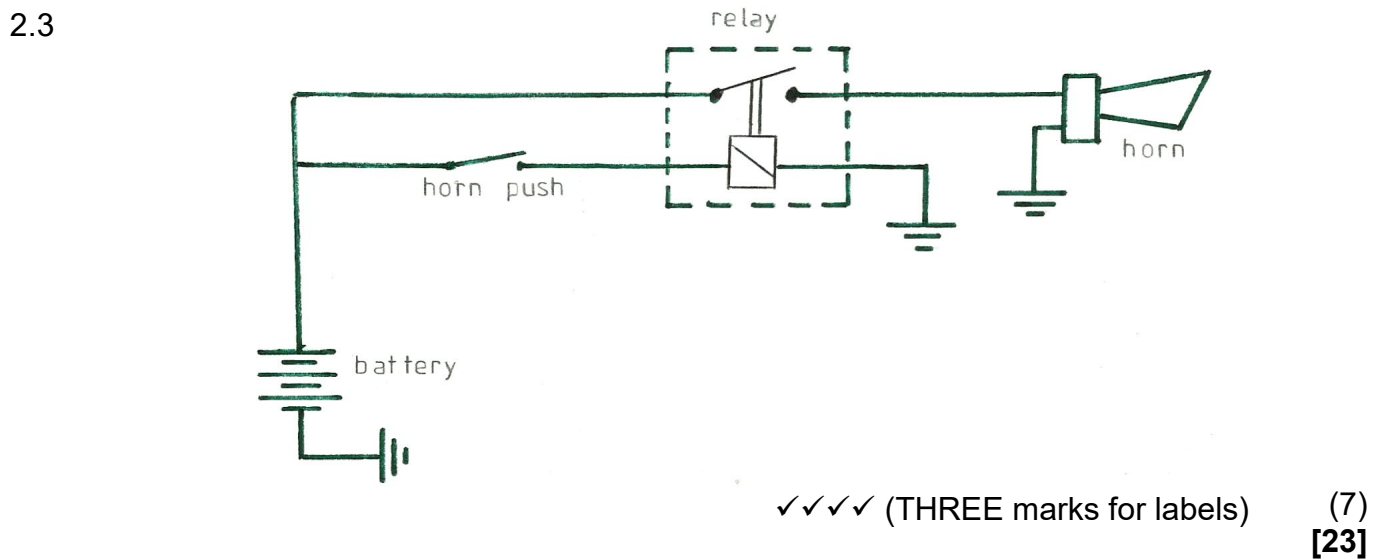 2.3
relay
horn
horn push
battery
✓✓✓✓ (THREE marks for labels) (7)
[23]